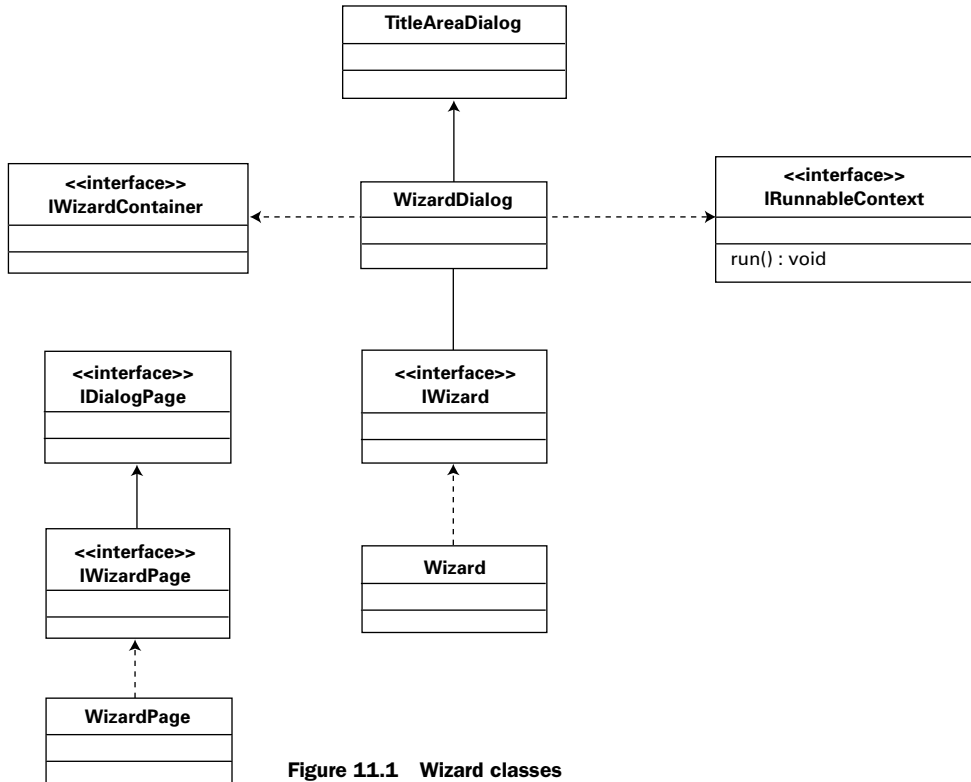 TitleAreaDialog
<<interface>>
IWizardContainer
WizardDialog
<<interface>>
IRunnableContext
run() : void
<<interface>>
IDialogPage
<<interface>>
IWizard
<<interface>>
IWizardPage
Wizard
WizardPage
Figure 11.1 Wizard classes